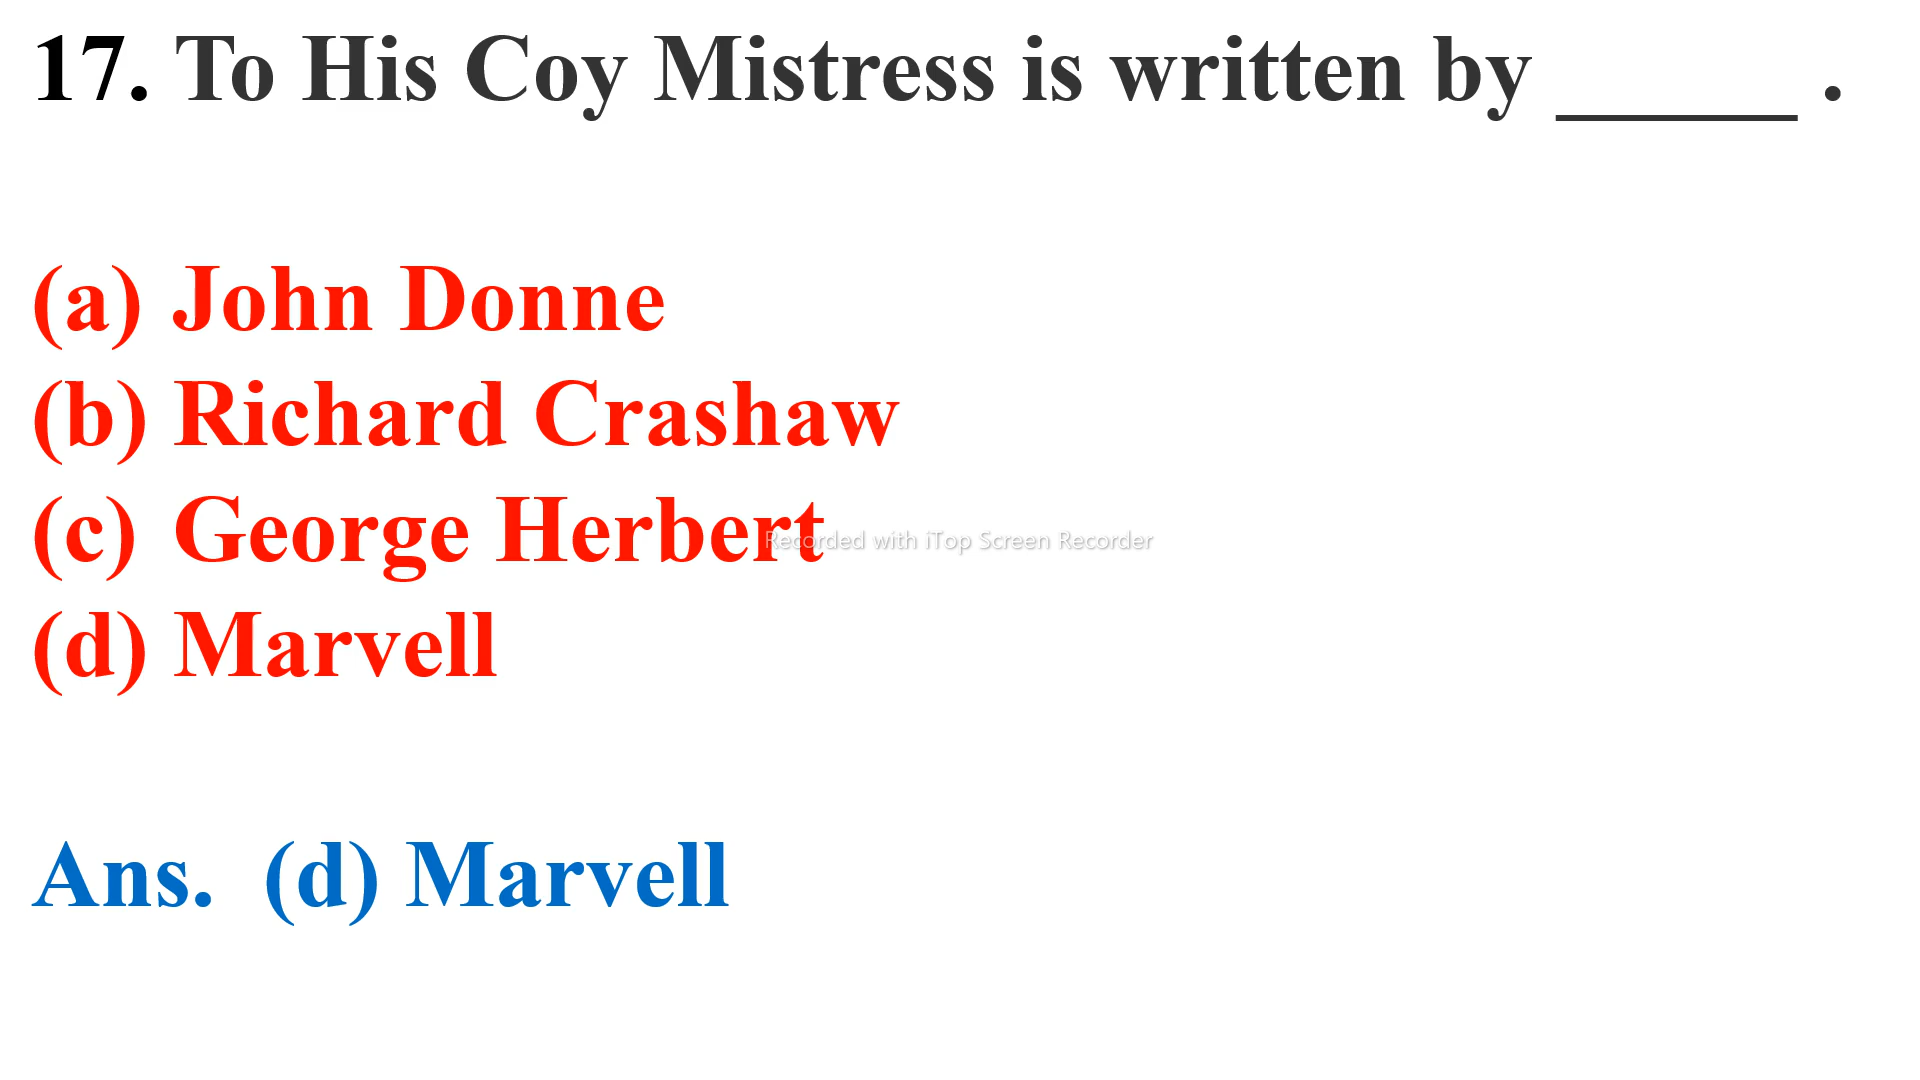 17. To His Coy Mistress is written by ______ .
(a) John Donne
(b) Richard Crashaw
(c) George Herbert
Recorded with iTop Screen Recorder
(d) Marvell
Ans. (d) Marvell